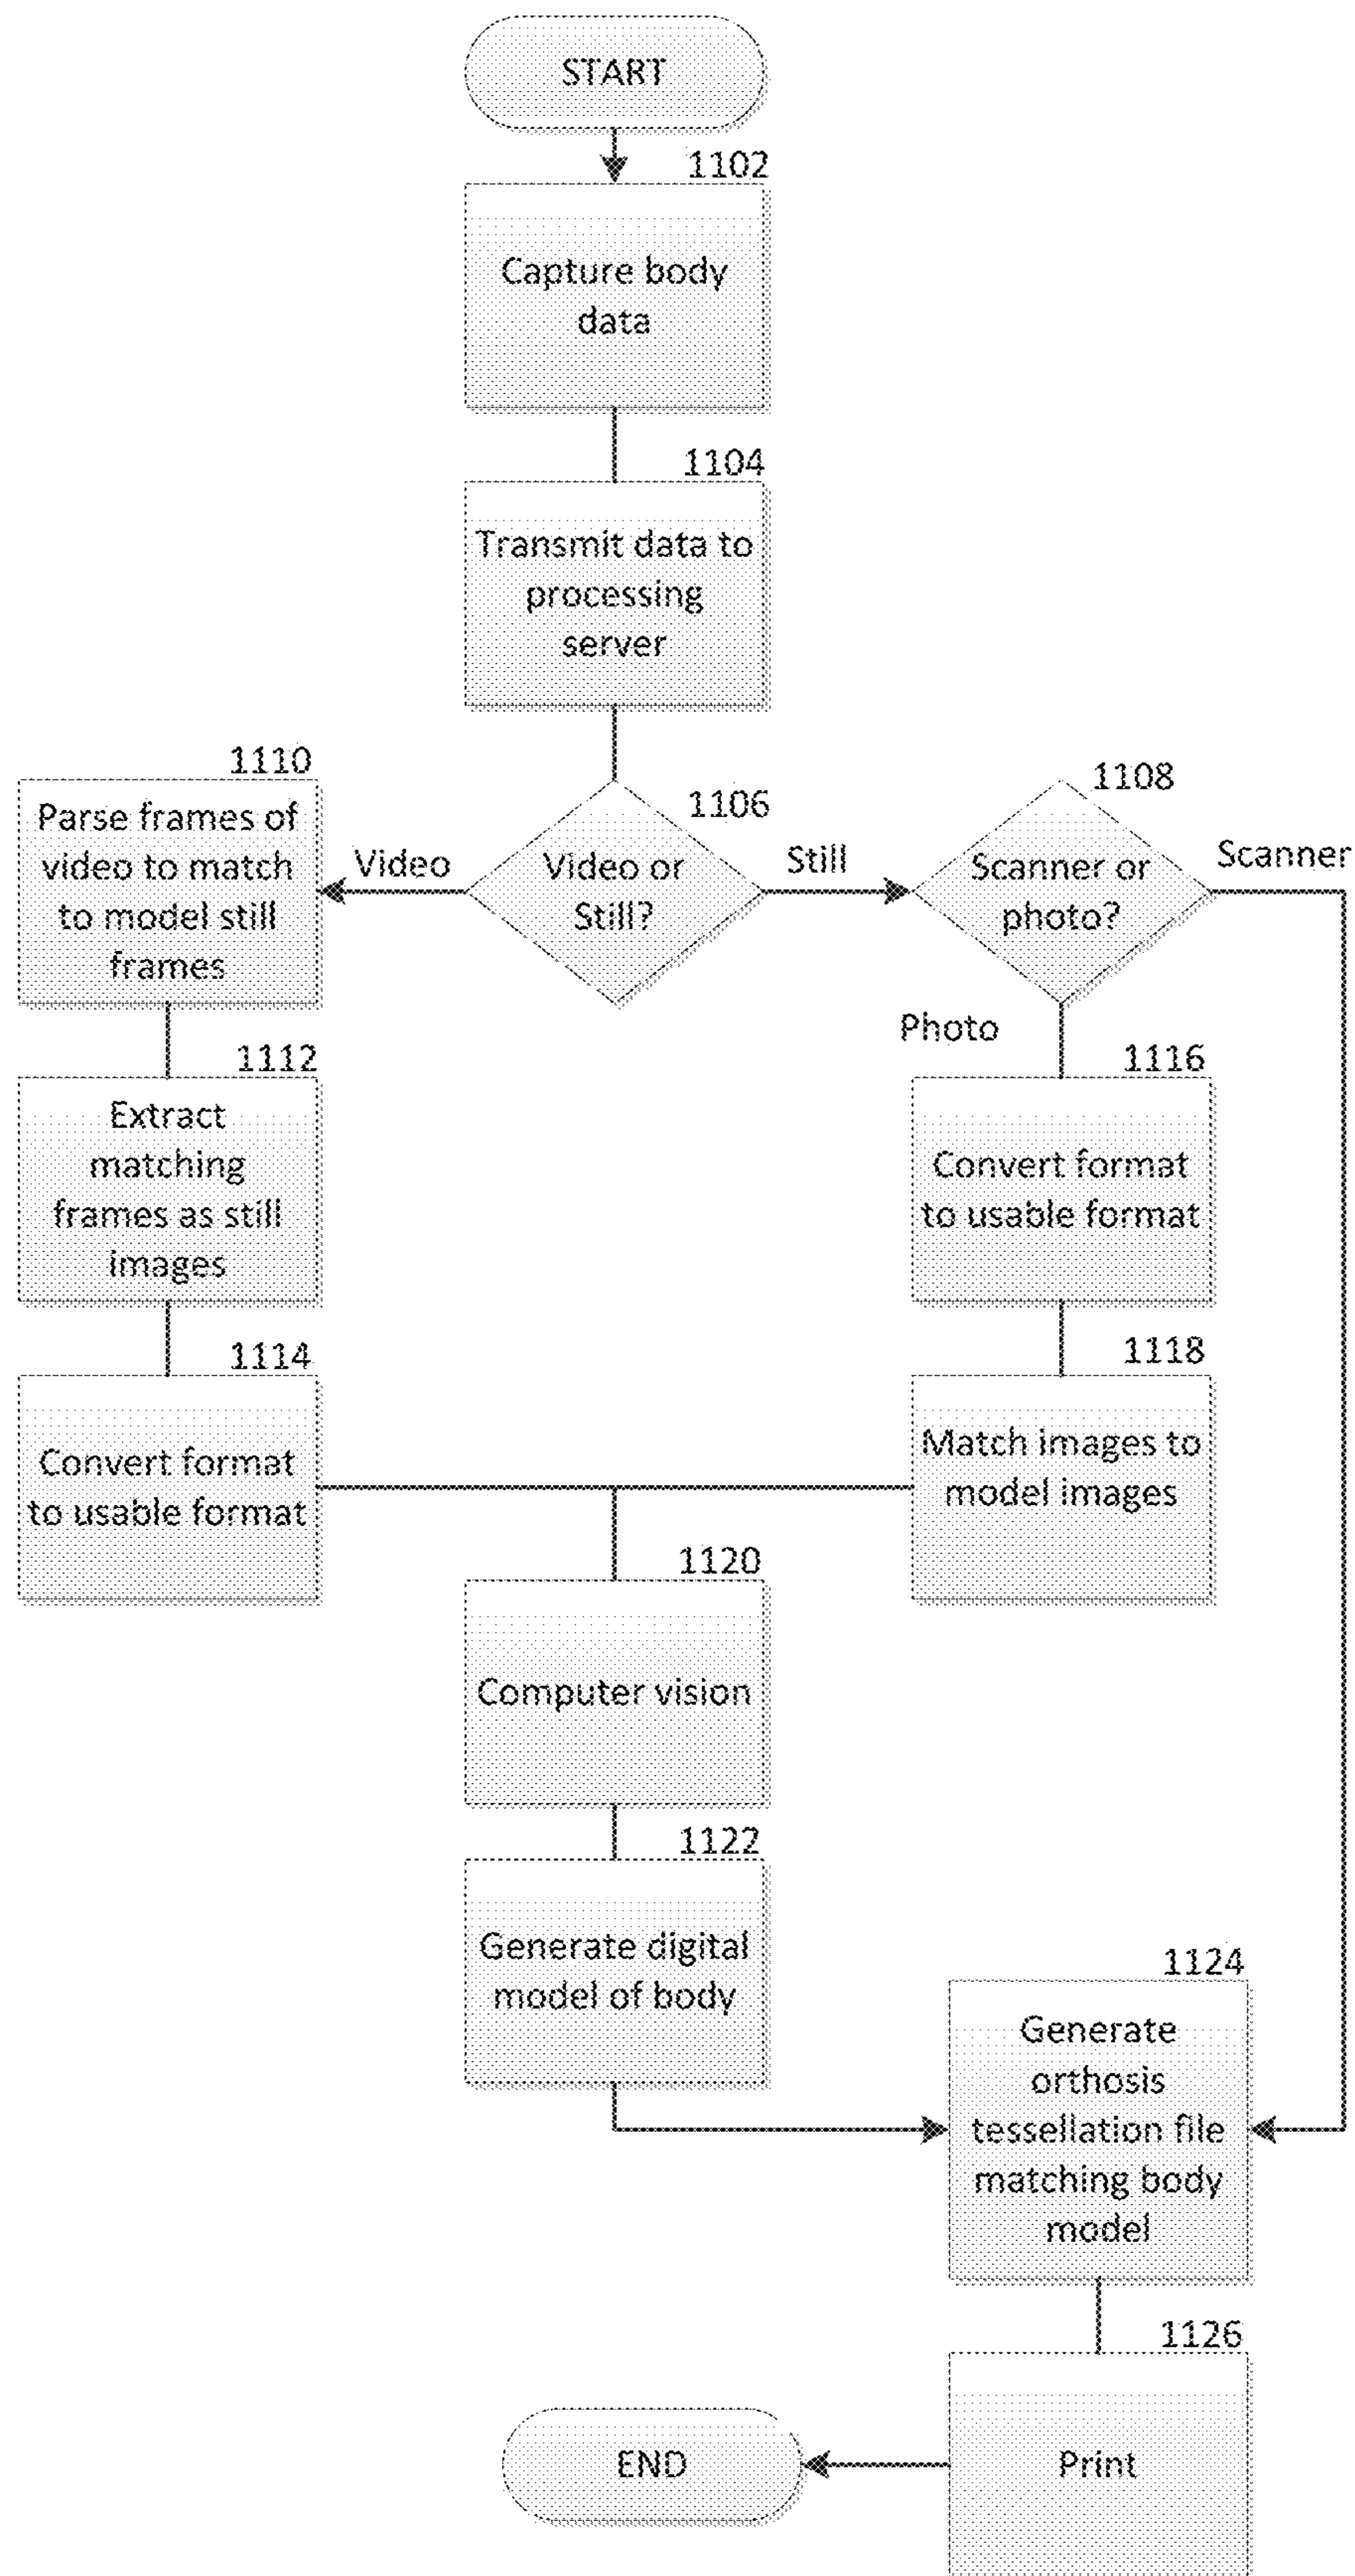 START
1102
Capture body
data
1104
Transmit data to
processing
server
1106
Video or
Still?
Video
Still
1108
Scanner or
photo?
Scanner
Photo
1110
Parse frames of
video to match
to model still
frames
1112
Extract
matching
frames as still
images
1114
Convert format
to usable format
1116
Convert format
to usable format
1118
Match images to
model images
1120
Computer vision
1122
Generate digital
model of body
1124
Generate
orthosis
tessellation file
matching body
model
1126
Print
END